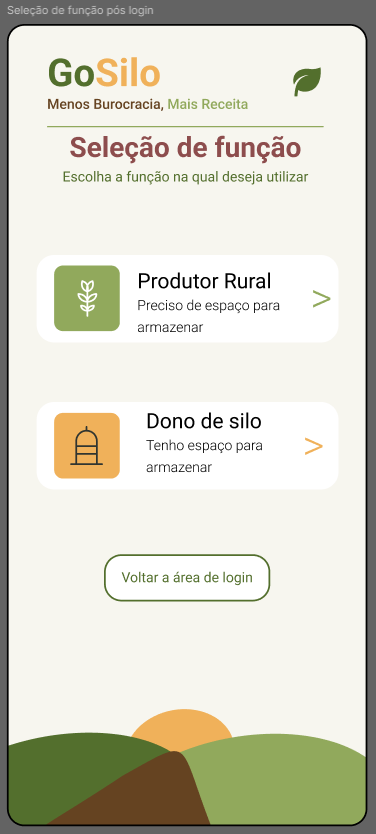 Seleção de função pós login
GoSilo
Menos Burocracia, Mais Receita
Seleção de função
Escolha a função na qual deseja utilizar
Produtor Rural
Preciso de espaço para
armazenar
>
Dono de silo
Tenho espaço para
armazenar
>
Voltar a área de login